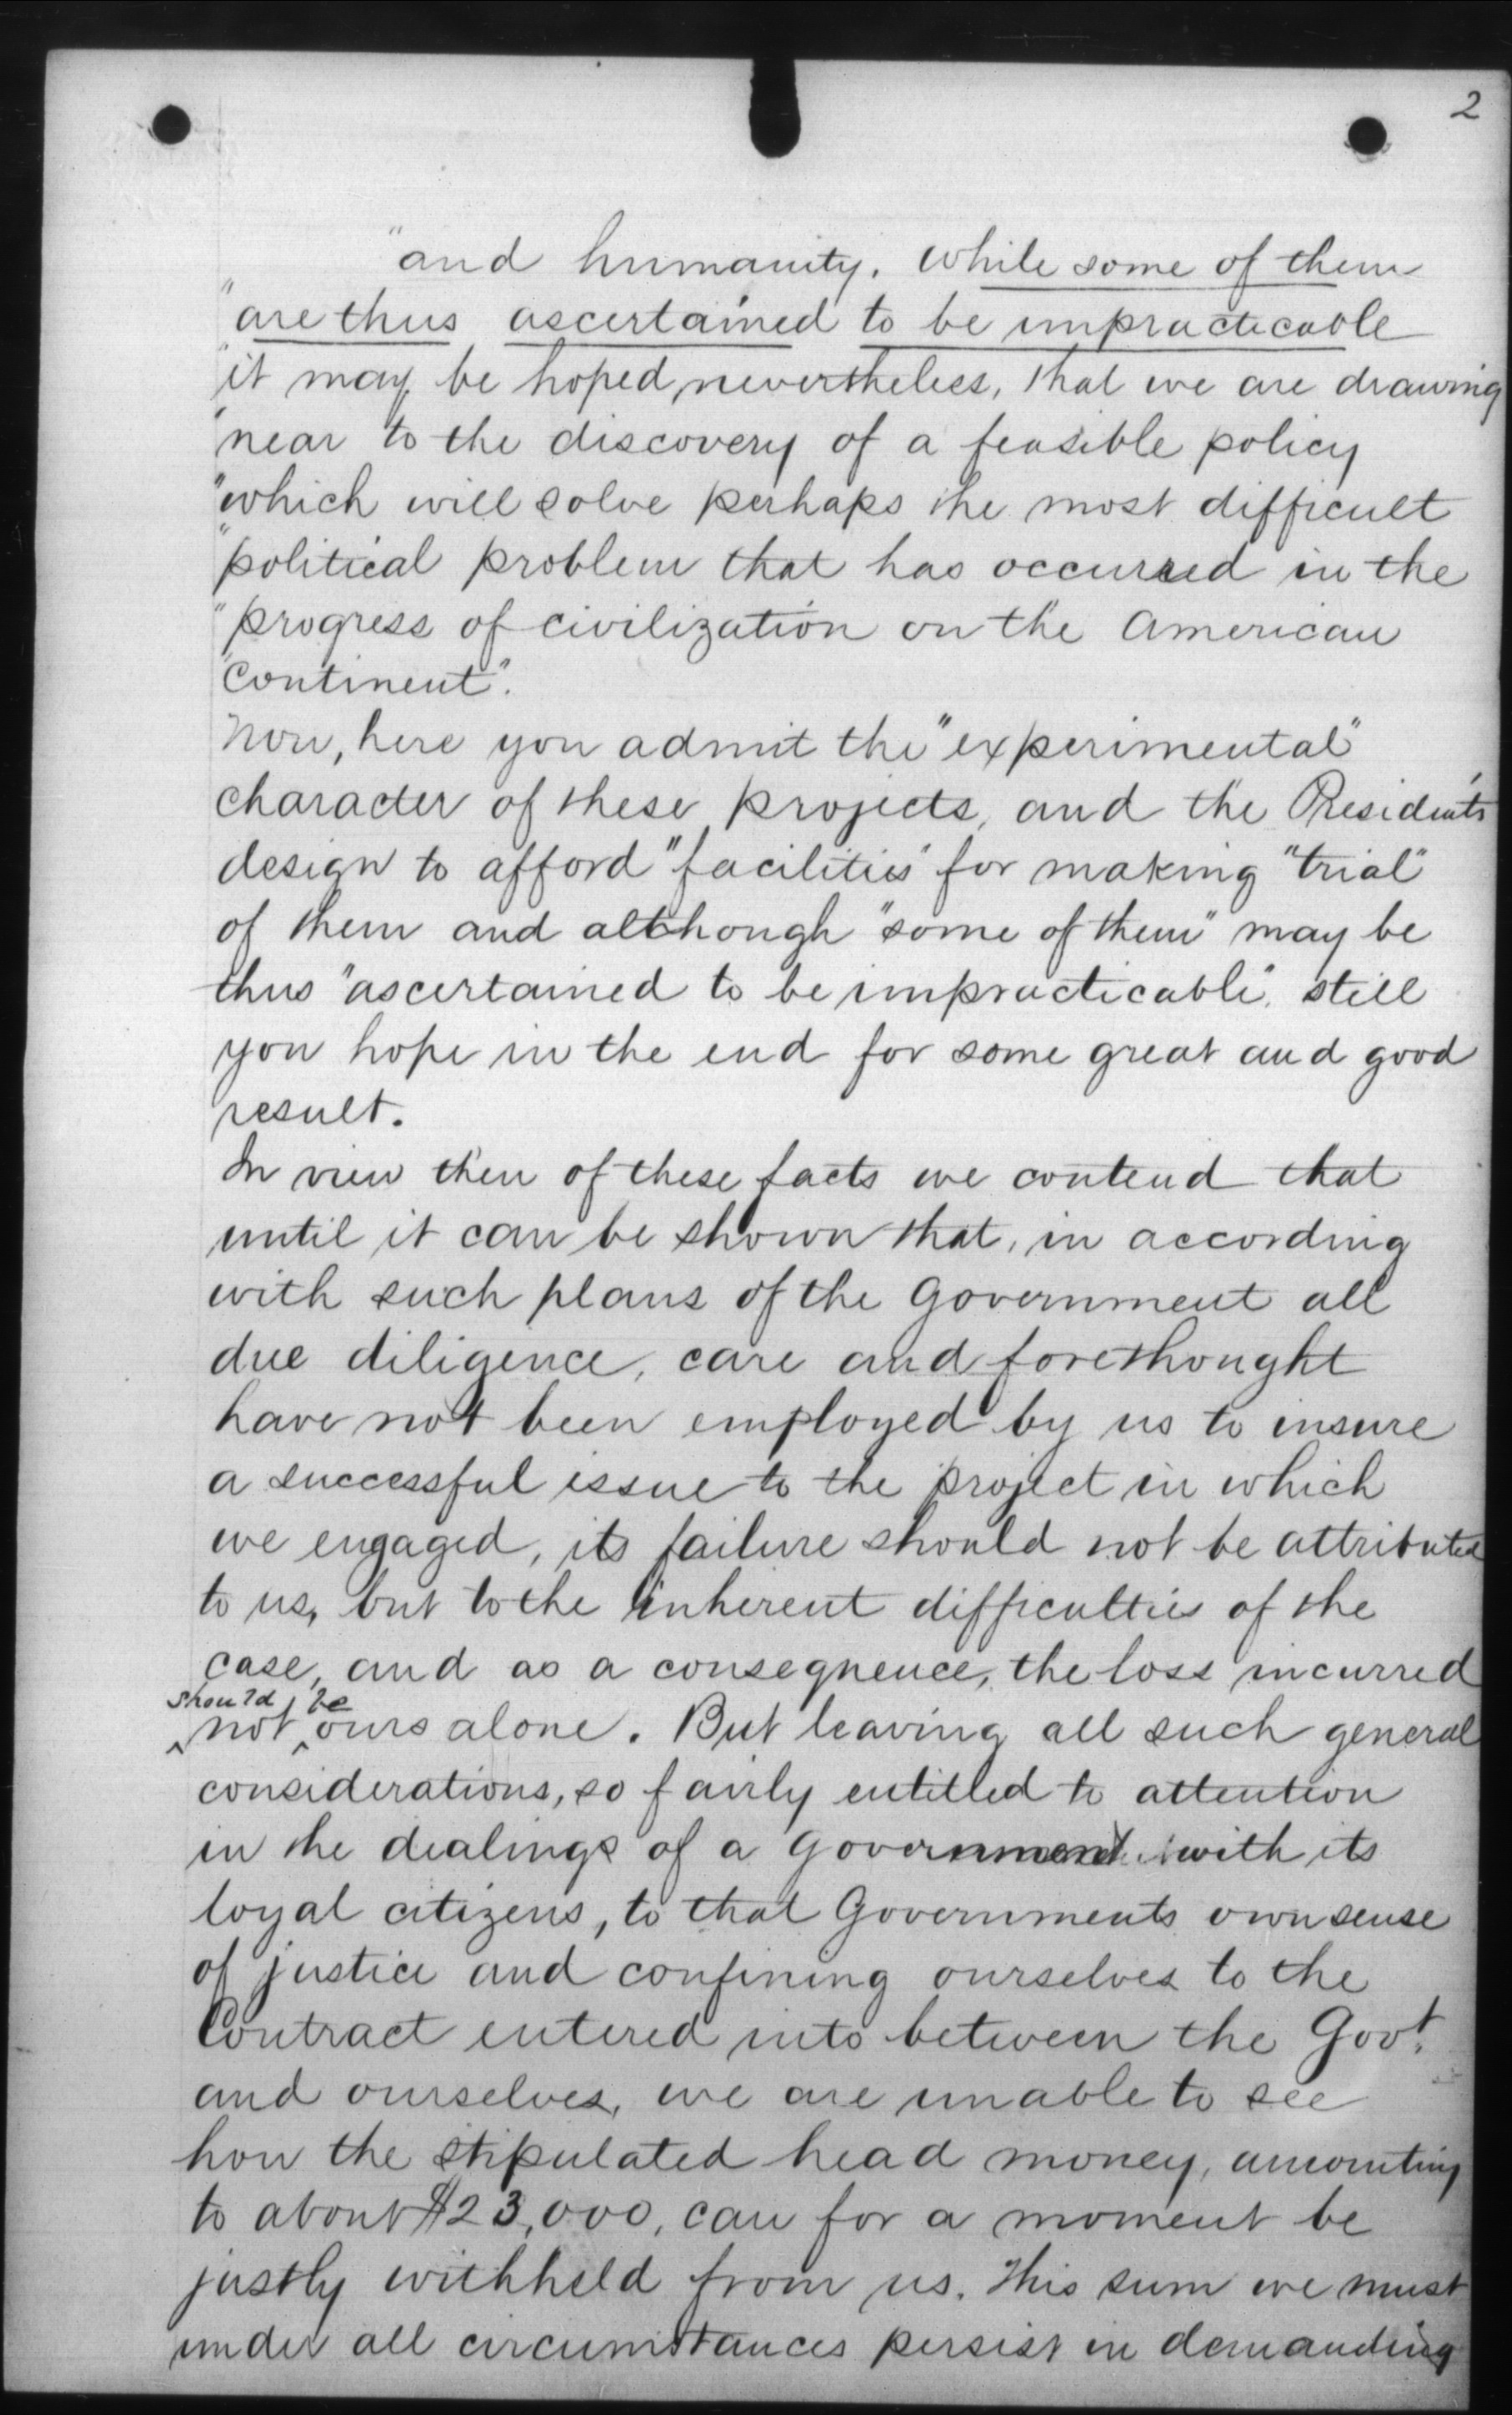 2
"and humanity. While some of them
"are thus ascertained to be impracticable
"it may be hoped, nevertheless, that we are drawing
"near to the discovery of a feasible policy
"which will solve perhaps the most difficult
"political problem that has occurred in the
"progress of civilization on the American
"continent".
Now, here you admit the "experimental"
character of these projects, and the President's
design to afford "facilities" for making "trial"
of them and although "some of them" may be
thus "ascertained to be impracticable", still
you hope in the end for some great and good
result.
In view then of these facts we contend that
until it can be shown that, in according
with such plans of the Government all
due diligence, care and forethought
have not been employed by us to insure
a successful issue to the project in which
we engaged, its failure should not be attributed
to us, but to the inherent difficulties of the
case, and as a consequence, the loss incurred
should be
^not ^ours alone. But leaving all such general
considerations, so fairly entitled to attention
in the dealings of a Government with its
loyal citizens, to that Governments own sense
of justice and confining ourselves to the
Contract entered into between the Govt.
and ourselves, we are unable to see
how the stipulated head money, amounting
to about $23,000, can for a moment be
justly withheld from us. This sum we must
under all circumstances persist in demanding